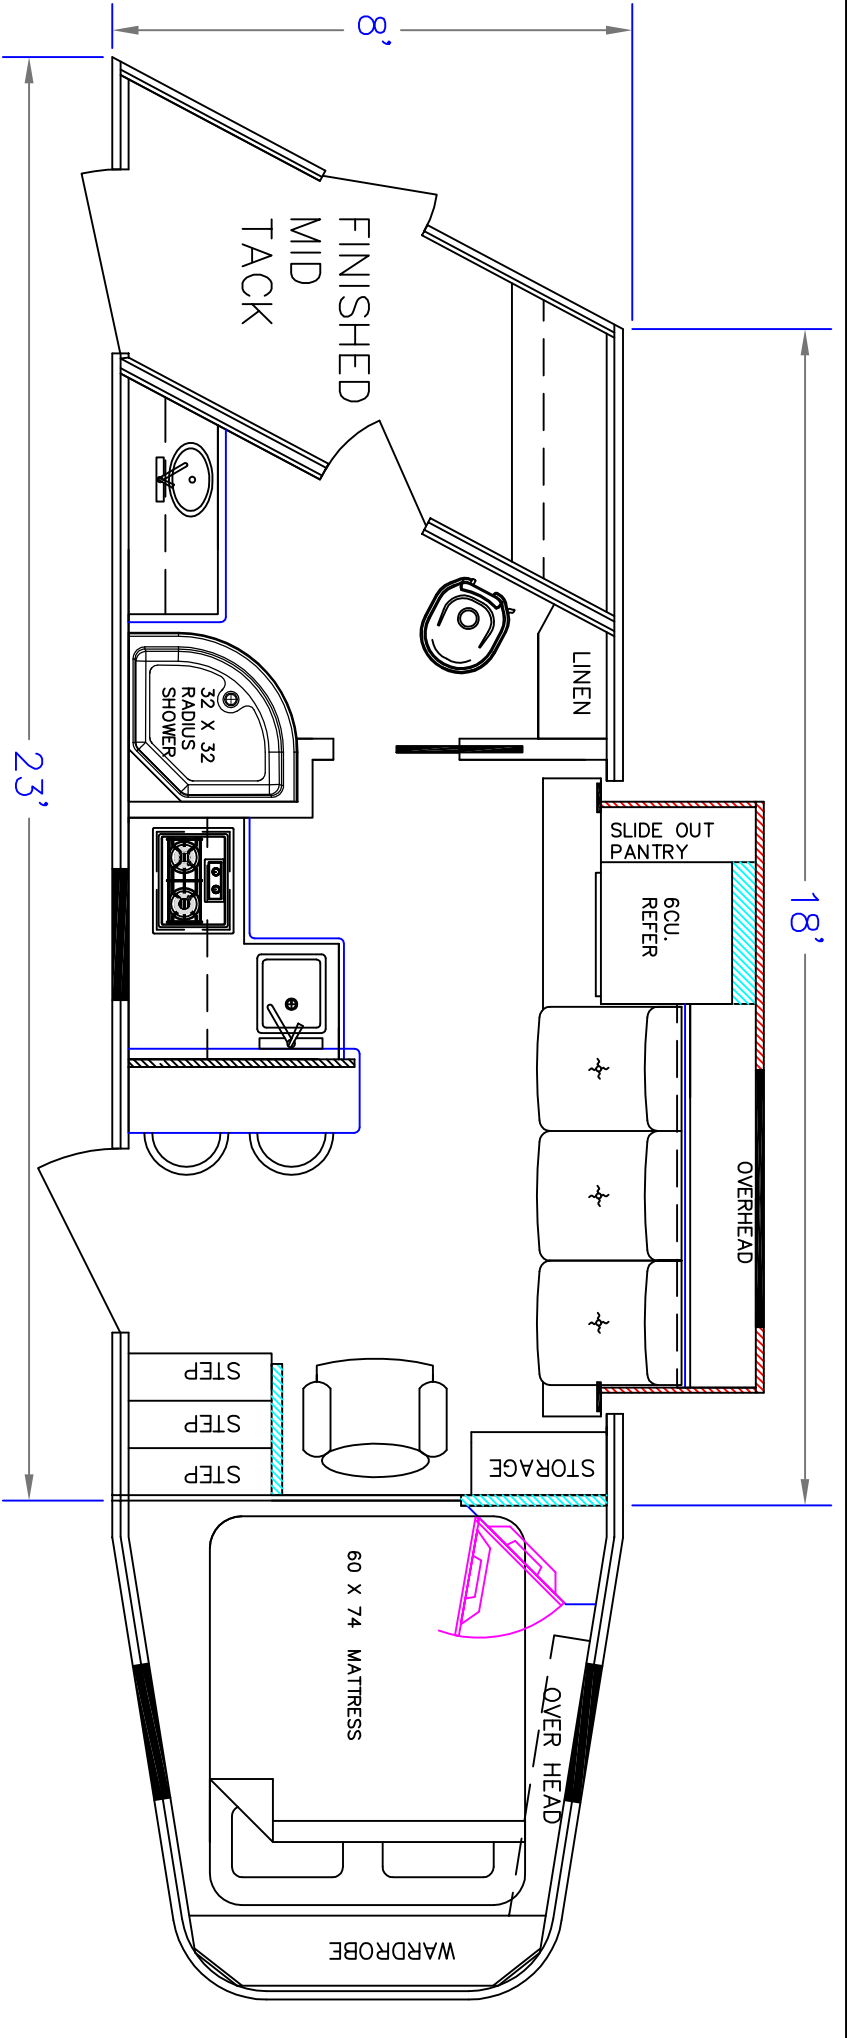 8'
FINISHED
MID
TACK
LINEN
32 X 32
RADIUS
SHOWER
23'
18'
SLIDE OUT
PANTRY
6CU.
REFER
OVERHEAD
STEP
STEP
STEP
STORAGE
60 X 74 MATTRESS
OVER HEAD
WARDROBE